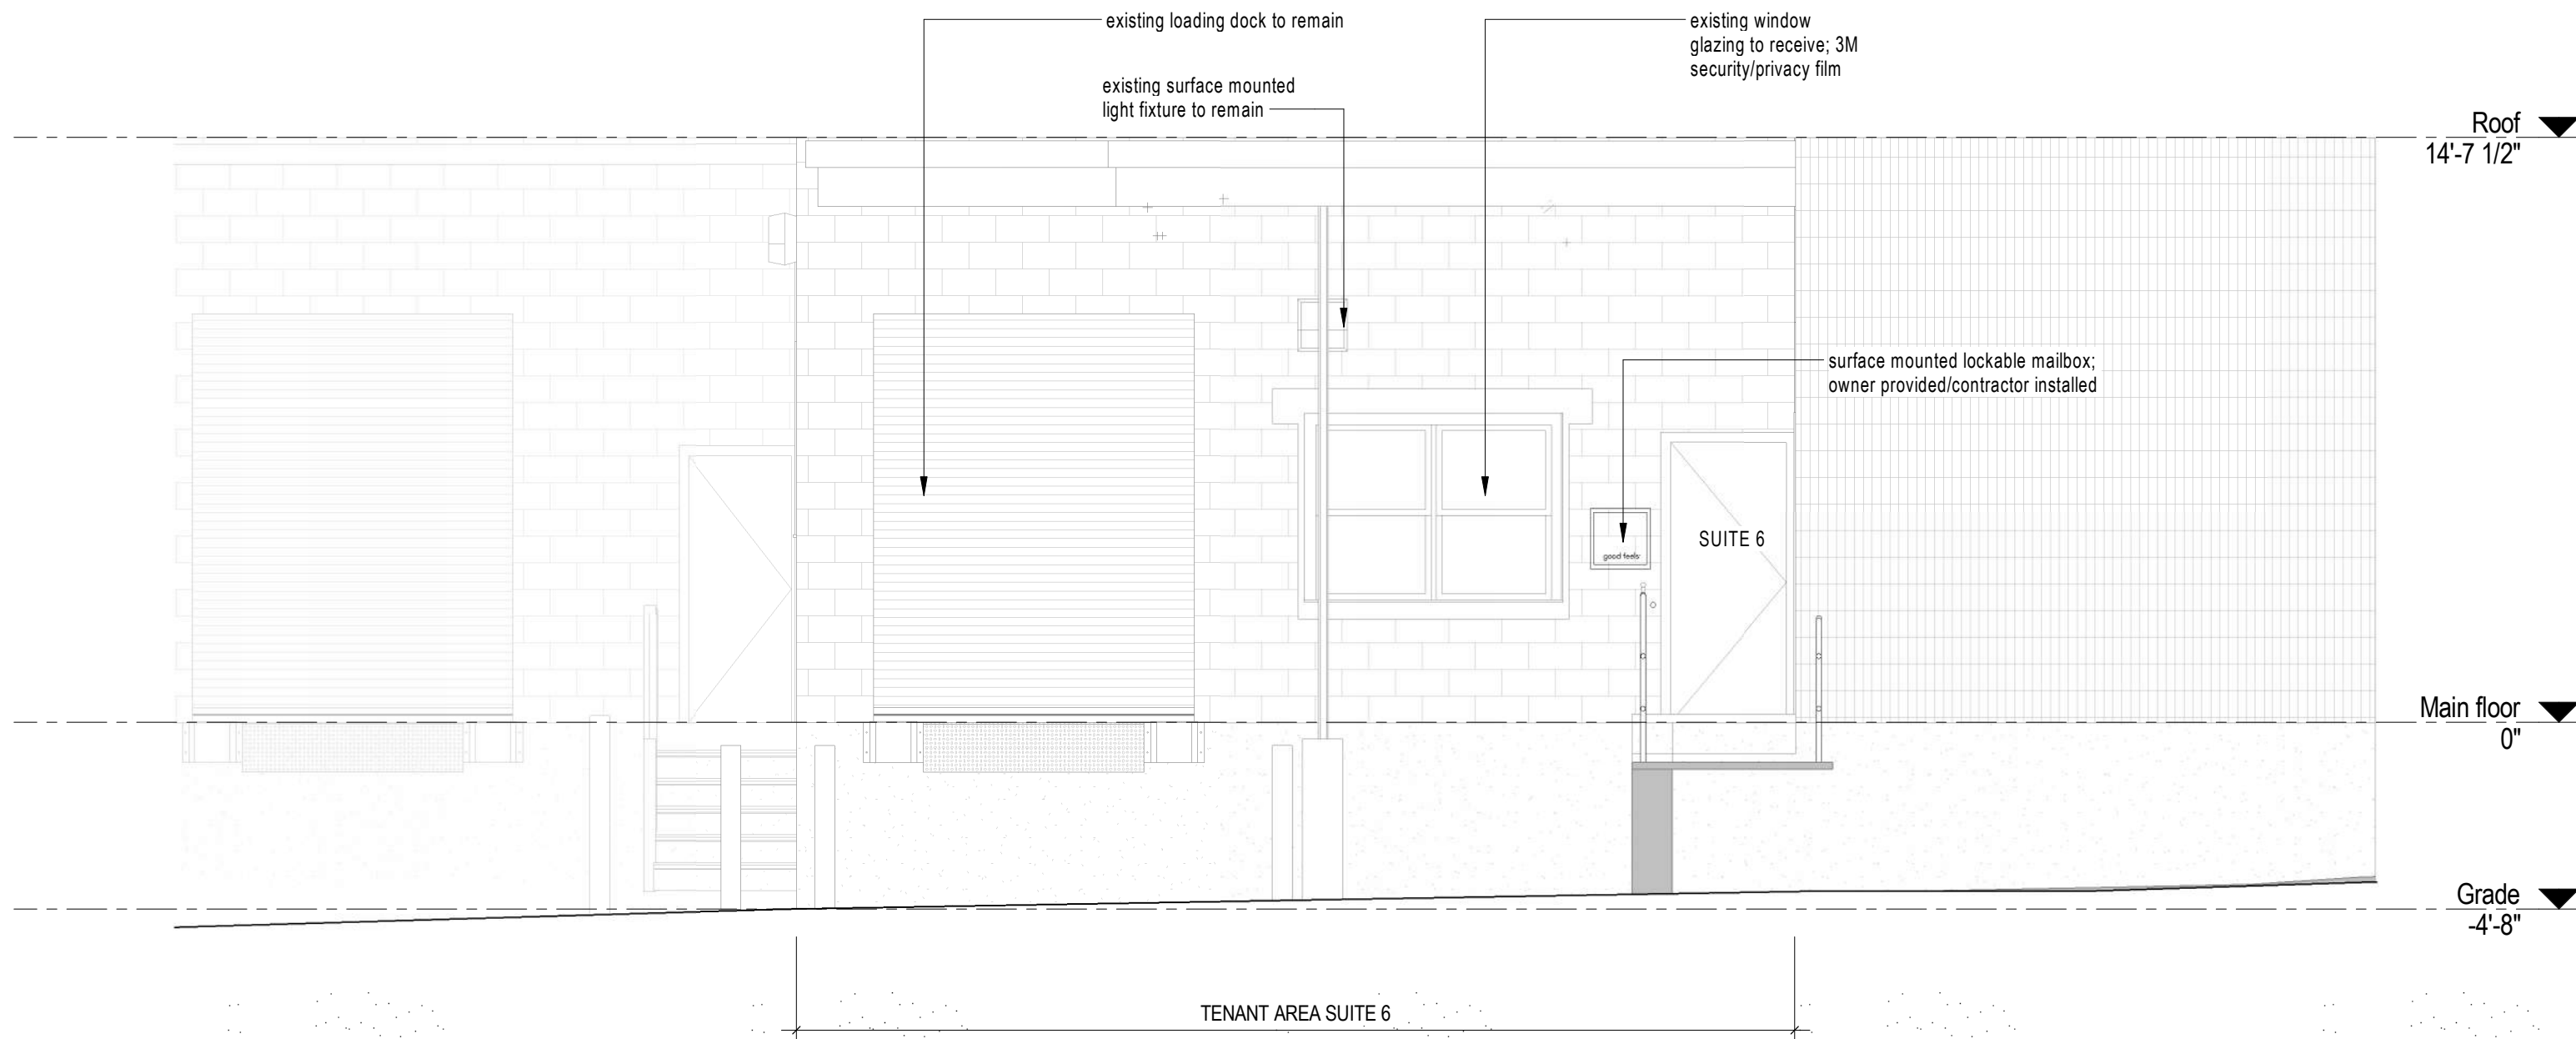 existing loading dock to remain
existing window
glazing to receive; 3M
security/privacy film
existing surface mounted
light fixture to remain
Roof
14'-7 1/2"
surface mounted lockable mailbox;
owner provided/contractor installed
SUITE 6
good feels
Main floor
0"
Grade
-4'-8"
TENANT AREA SUITE 6